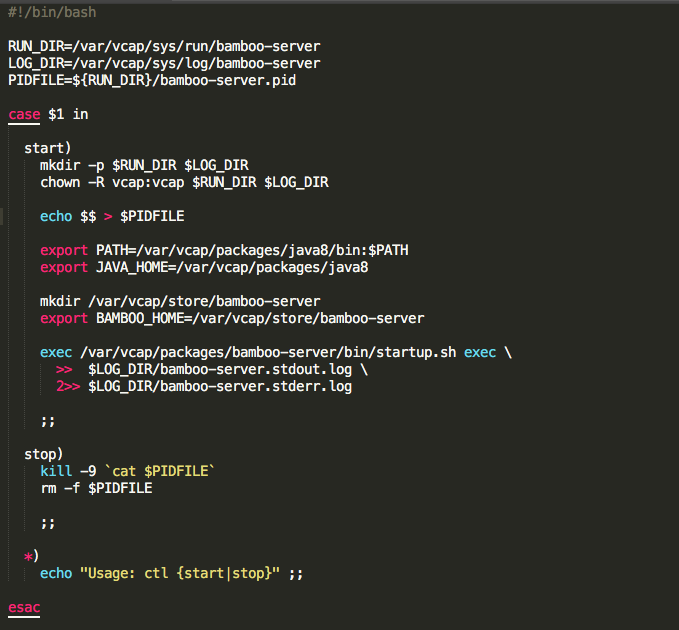 #!/bin/bash
RUN_DIR=/var/vcap/sys/run/bamboo-server
LOG_DIR=/var/vcap/sys/log/bamboo-server
PIDFILE=${RUN_DIR}/bamboo-server.pid
case $1 in
start)
mkdir -p $RUN_DIR $LOG_DIR
chown -R vcap:vcap $RUN_DIR $LOG_DIR
echo $$ > $PIDFILE
export PATH=/var/vcap/packages/java8/bin:$PATH
export JAVA_HOME=/var/vcap/packages/java8
mkdir /var/vcap/store/bamboo-server
export BAMBOO_HOME=/var/vcap/store/bamboo-server
exec /var/vcap/packages/bamboo-server/bin/startup.sh exec \
>>  $LOG_DIR/bamboo-server.stdout.log \
2>> $LOG_DIR/bamboo-server.stderr.log
;;
stop)
kill -9 `cat $PIDFILE`
rm -f $PIDFILE
;;
*)
echo "Usage: ctl {start|stop}" ;;
esac